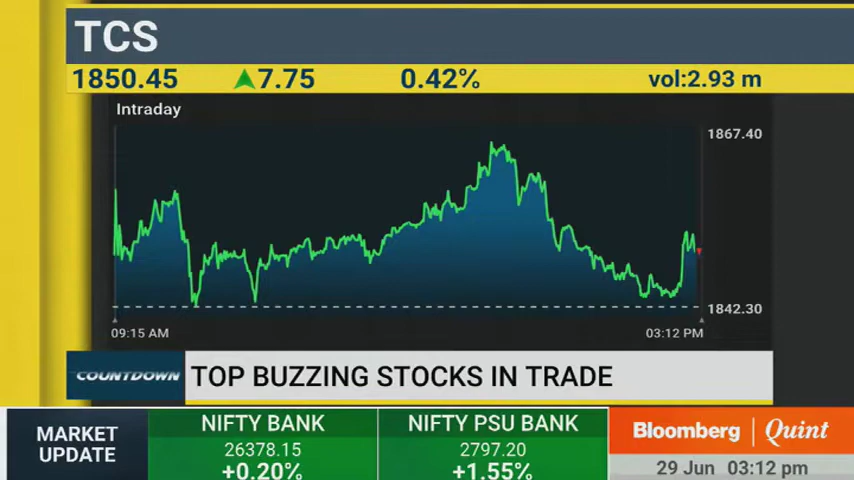 TCS
1850.45 ▲7.75 0.42% vol:2.93 m
Intraday
1867.40
1842.30
09:15 AM 03:12 PM
COUNTDOWN TOP BUZZING STOCKS IN TRADE
MARKET UPDATE
NIFTY BANK
26378.15
+0.20%
NIFTY PSU BANK
2797.20
+1.55%
Bloomberg | Quint
29 Jun 03:12 pm